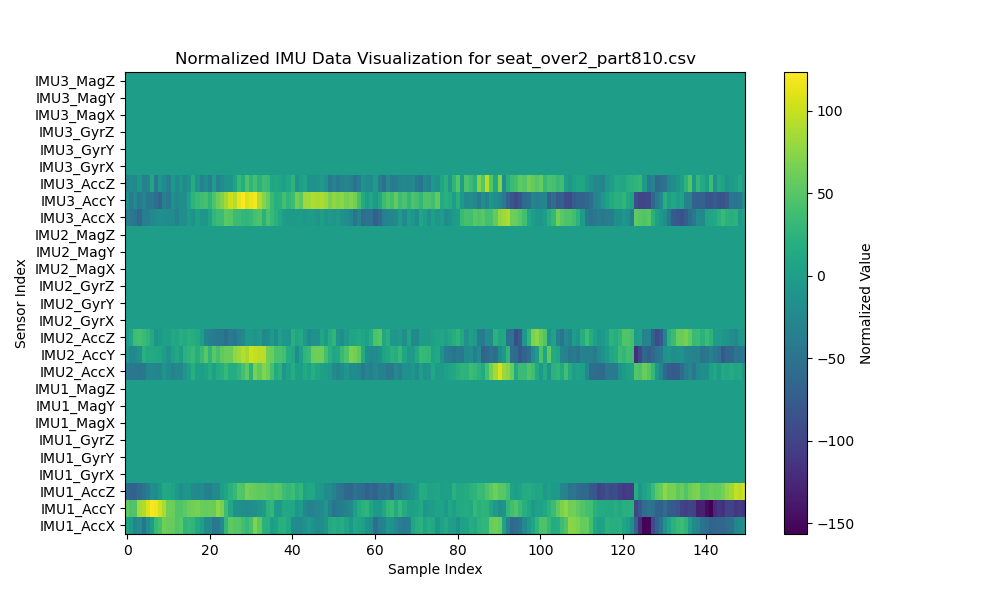 Normalized IMU Data Visualization for seat_over2_part810.csv
IMU3_MagZ
IMU3_MagY
IMU3_MagX
IMU3_GyrZ
IMU3_GyrY
IMU3_GyrX
IMU3_AccZ
IMU3_AccY
IMU3_AccX
IMU2_MagZ
IMU2_MagY
IMU2_MagX
IMU2_GyrZ
IMU2_GyrY
IMU2_GyrX
IMU2_AccZ
IMU2_AccY
IMU2_AccX
IMU1_MagZ
IMU1_MagY
IMU1_MagX
IMU1_GyrZ
IMU1_GyrY
IMU1_GyrX
IMU1_AccZ
IMU1_AccY
IMU1_AccX
Sensor Index
0 20 40 60 80 100 120 140
Sample Index
100
50
0
−50
−100
−150
Normalized Value